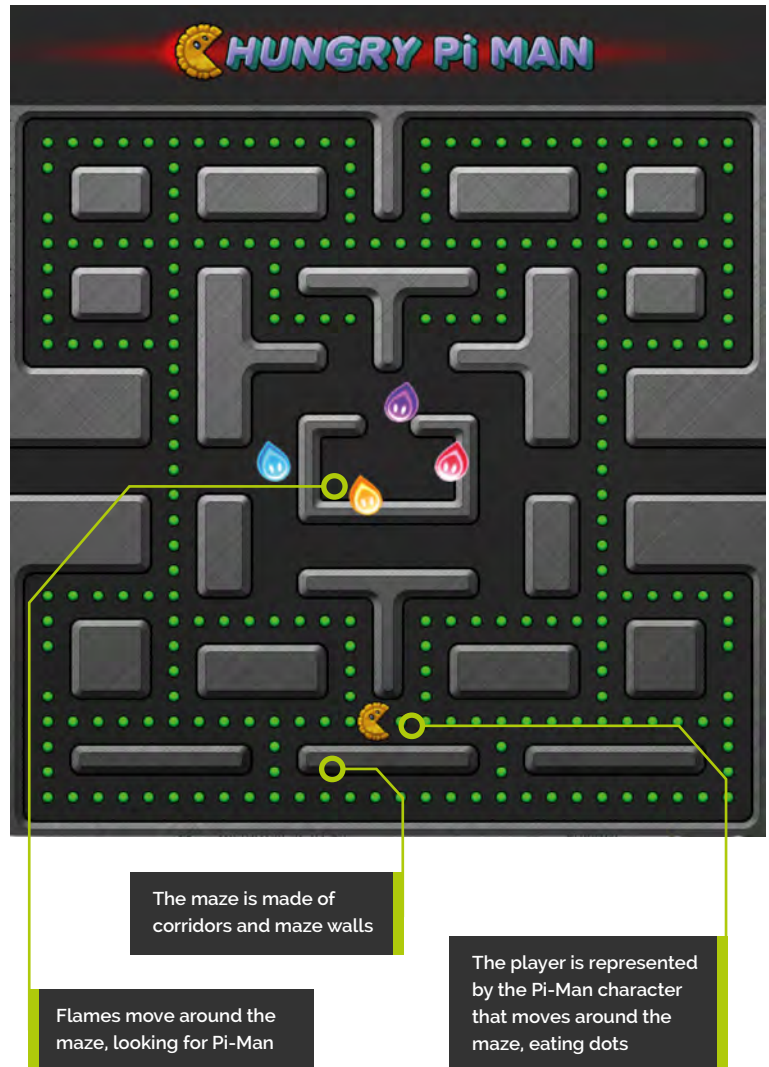 HUNGRY Pi MAN
The maze is made of
corridors and maze walls
The player is represented
by the Pi-Man character
that moves around the
maze, eating dots
Flames move around the
maze, looking for Pi-Man